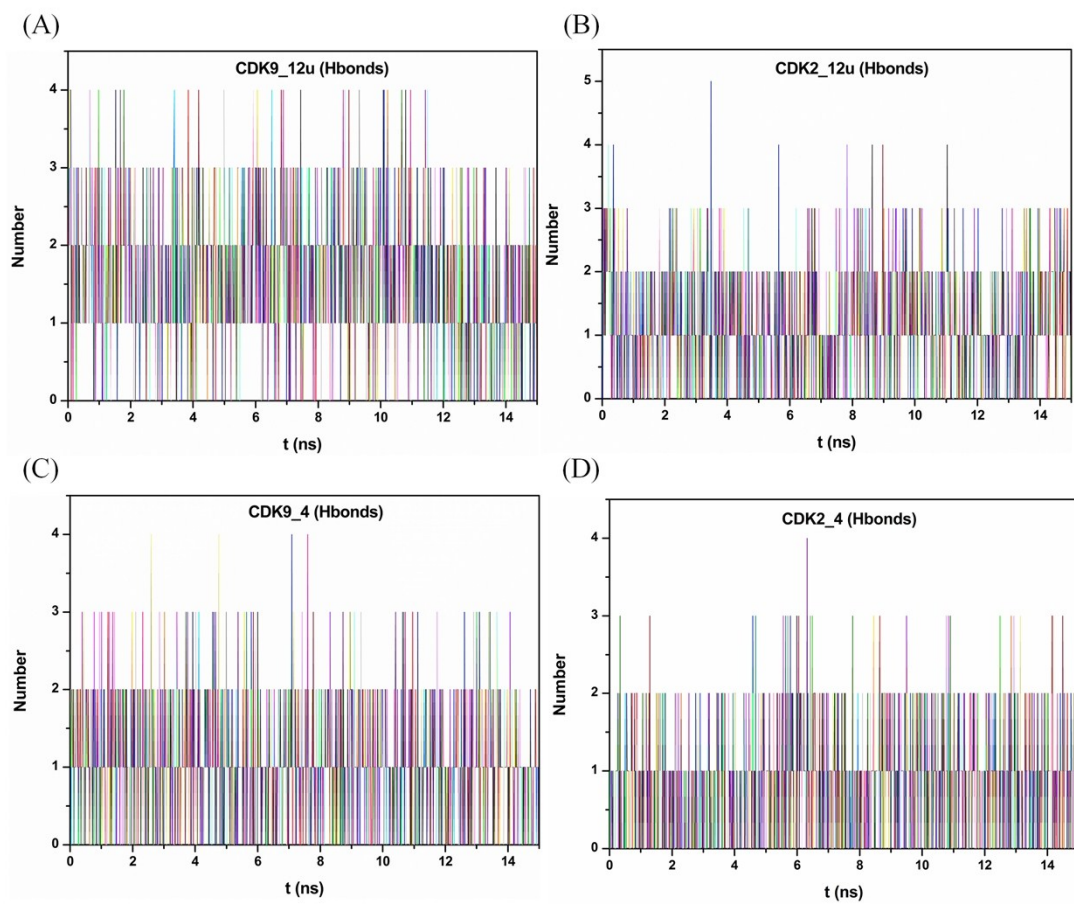 (A)
CDK9_12u (Hbonds)
Number
4
3
2
1
0
0 2 4 6 8 10 12 14
t (ns)
(B)
CDK2_12u (Hbonds)
Number
5
4
3
2
1
0
0 2 4 6 8 10 12 14
t (ns)
(C)
CDK9_4 (Hbonds)
Number
4
3
2
1
0
0 2 4 6 8 10 12 14
t (ns)
(D)
CDK2_4 (Hbonds)
Number
4
3
2
1
0
0 2 4 6 8 10 12 14
t (ns)